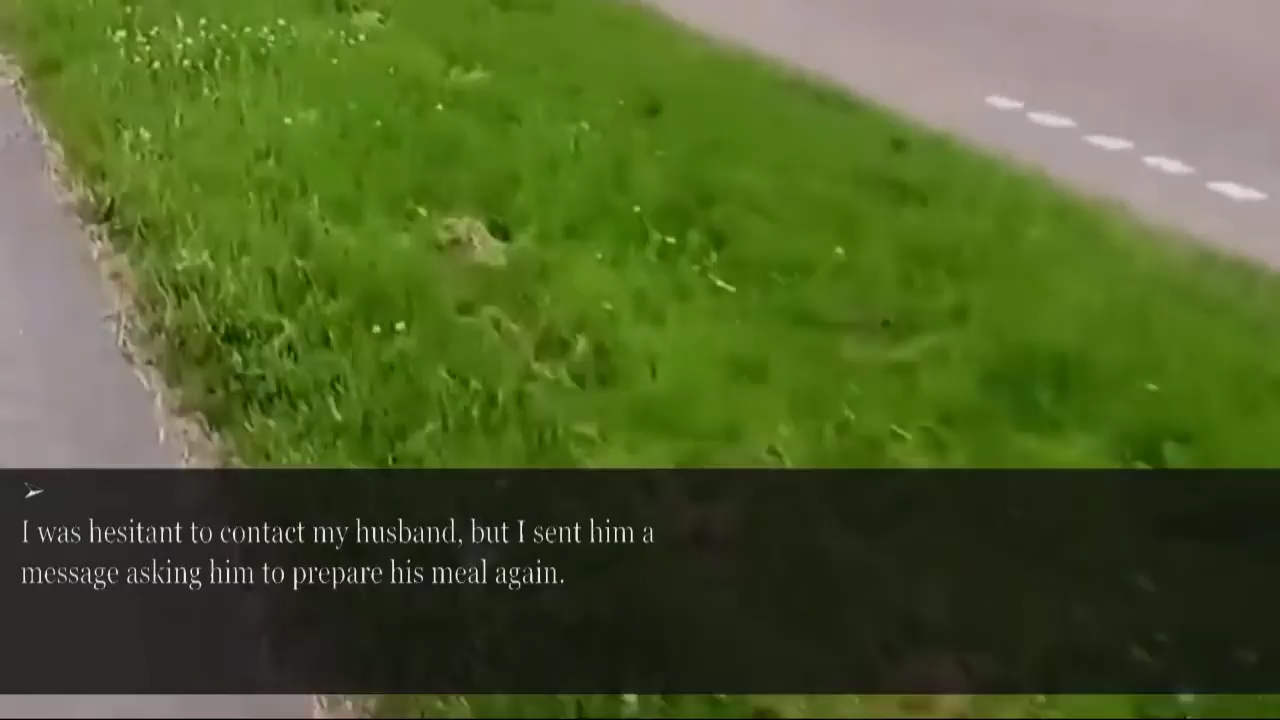 I was hesitant to contact my husband, but I sent him a
message asking him to prepare his meal again.